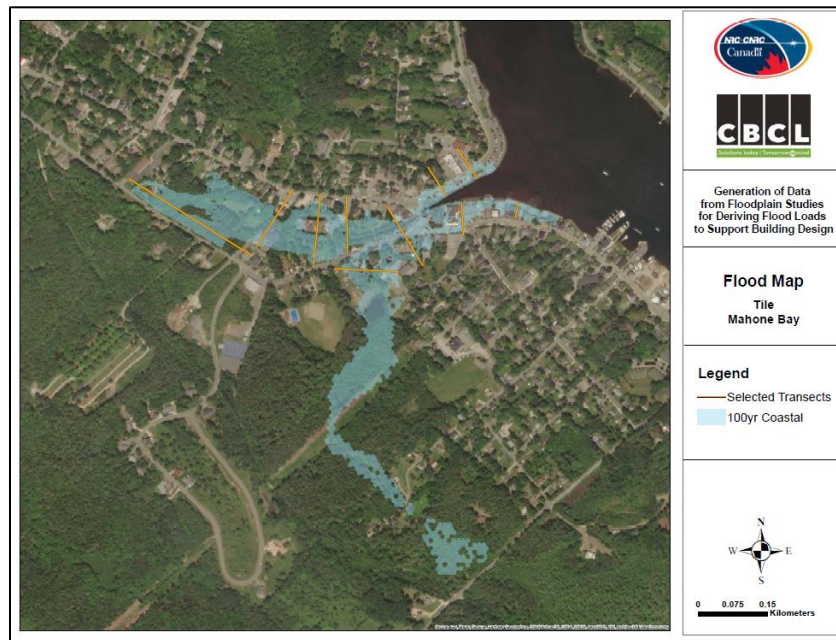 NRC·CNRC
Canada
CBCL
Solutions today | Tomorrow mind
Generation of Data
from Floodplain Studies
for Deriving Flood Loads
to Support Building Design
Flood Map
Tile
Mahone Bay
Legend
Selected Transects
100yr Coastal
N
W E
S
0 0.075 0.15
Kilometers